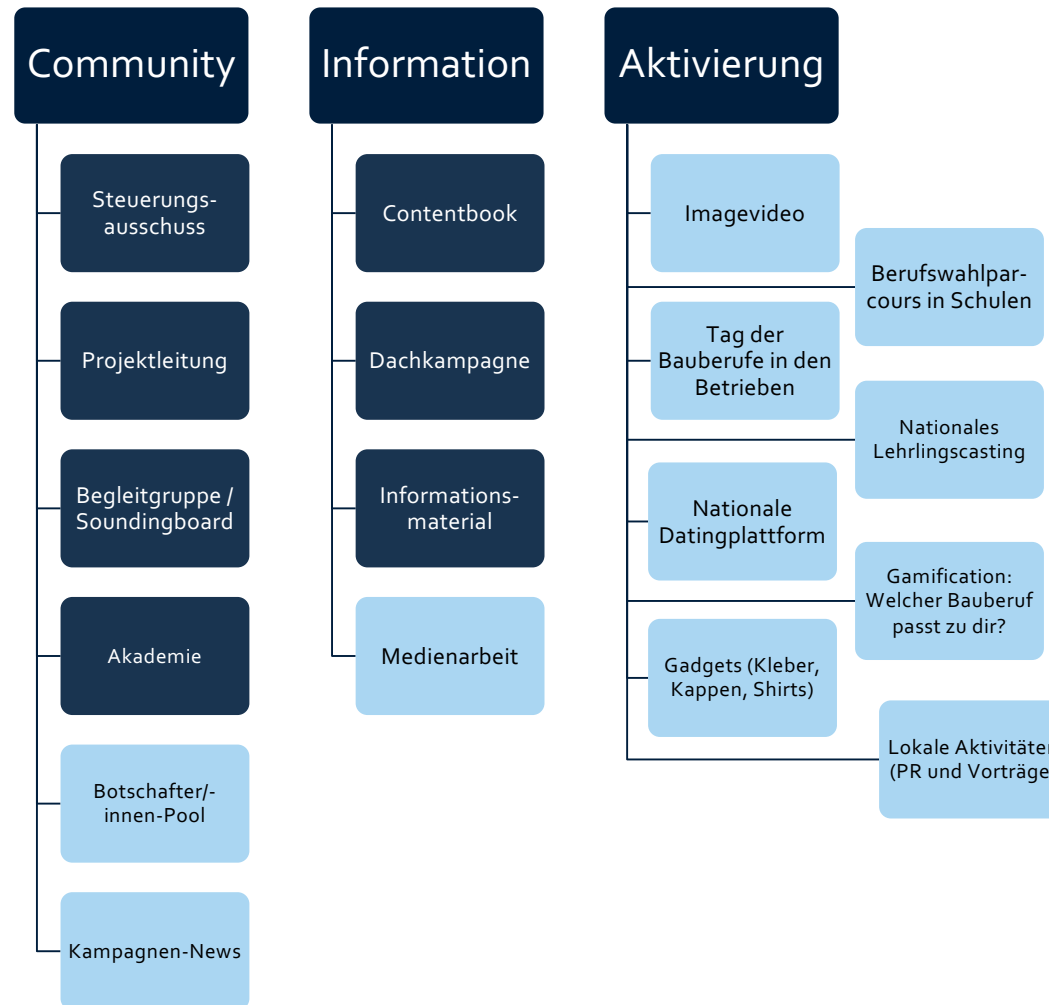 Community
Steuerungs-
ausschuss
Projektleitung
Begleitgruppe /
Soundingboard
Akademie
Botschafter/-
innen-Pool
Kampagnen-News
Information
Contentbook
Dachkampagne
Informations-
material
Medienarbeit
Aktivierung
Imagevideo
Berufswahlpar-
cours in Schulen
Tag der
Bauberufe in den
Betrieben
Nationales
Lehrlingscasting
Nationale
Datingplattform
Gamification:
Welcher Bauberuf
passt zu dir?
Gadgets (Kleber,
Kappen, Shirts)
Lokale Aktivitäte
(PR und Vorträge